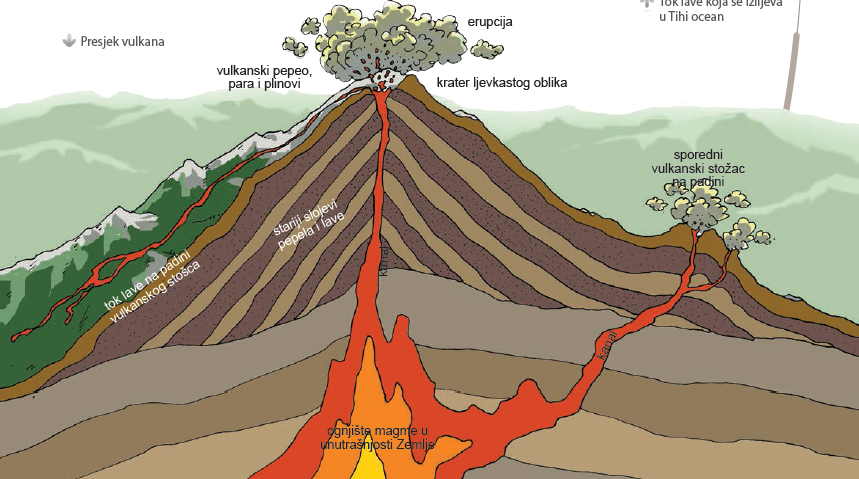 Tok lave koja se izlijeva
u Tihi ocean
erupcija
Presjek vulkana
vulkanski pepeo,
para i plinovi
krater ljevkastog oblika
sporedni
vulkanski stožac
na padini
stariji slojevi
pepela i lave
kanal
tok lave na padini
vulkanskog stošca
kanal
ognjište magme u
unutrašnjosti Zemlje